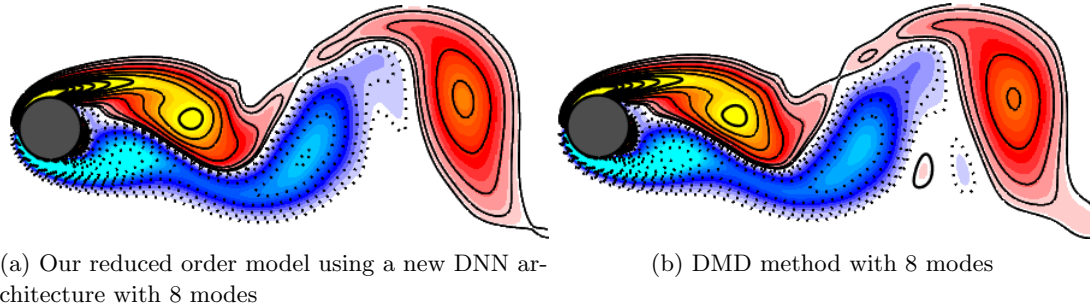 (a) Our reduced order model using a new DNN ar-
chitecture with 8 modes
(b) DMD method with 8 modes